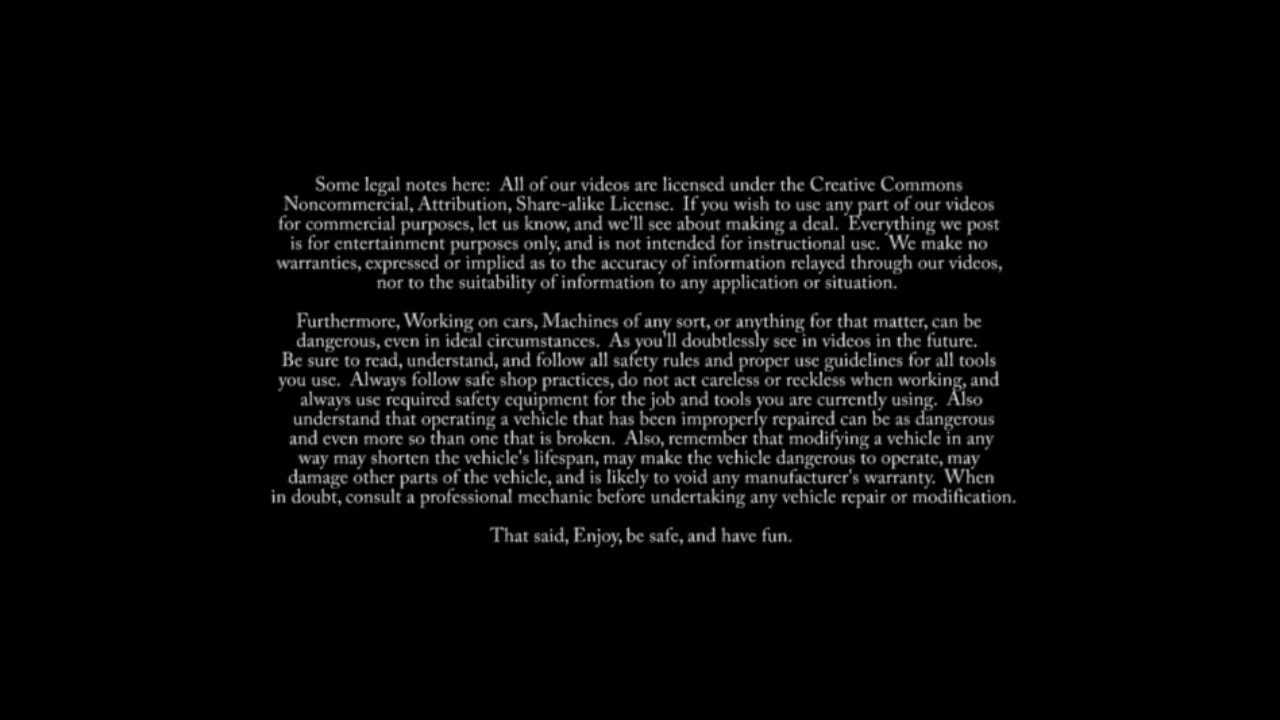 Some legal notes here:  All of our videos are licensed under the Creative Commons
Noncommercial, Attribution, Share-alike License.  If you wish to use any part of our videos
for commercial purposes, let us know, and we'll see about making a deal.  Everything we post
is for entertainment purposes only, and is not intended for instructional use.  We make no
warranties, expressed or implied as to the accuracy of information relayed through our videos,
nor to the suitability of information to any application or situation.
Furthermore, Working on cars, Machines of any sort, or anything for that matter, can be
dangerous, even in ideal circumstances.  As you'll doubtlessly see in videos in the future.
Be sure to read, understand, and follow all safety rules and proper use guidelines for all tools
you use.  Always follow safe shop practices, do not act careless or reckless when working, and
always use required safety equipment for the job and tools you are currently using.  Also
understand that operating a vehicle that has been improperly repaired can be as dangerous
and even more so than one that is broken.  Also, remember that modifying a vehicle in any
way may shorten the vehicle's lifespan, may make the vehicle dangerous to operate, may
damage other parts of the vehicle, and is likely to void any manufacturer's warranty.  When
in doubt, consult a professional mechanic before undertaking any vehicle repair or modification.
That said, Enjoy, be safe, and have fun.